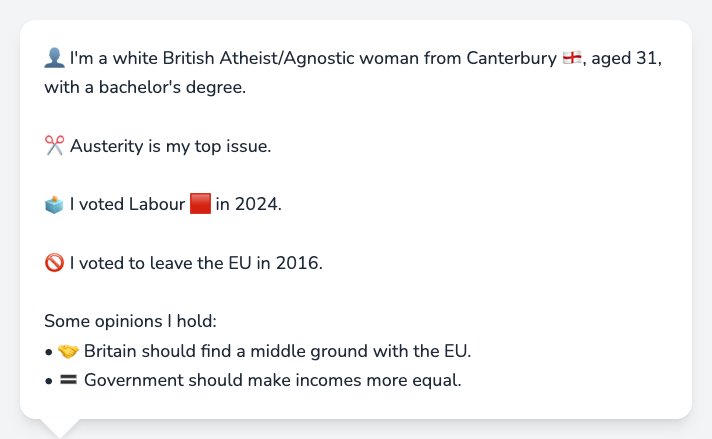 👤 I'm a white British Atheist/Agnostic woman from Canterbury 🏴󠁧󠁢󠁥󠁮󠁧󠁿, aged 31,
with a bachelor's degree.
✂️ Austerity is my top issue.
🗳️ I voted Labour 🟥 in 2024.
🚫 I voted to leave the EU in 2016.
Some opinions I hold:
• 🤝 Britain should find a middle ground with the EU.
• 🟰 Government should make incomes more equal.